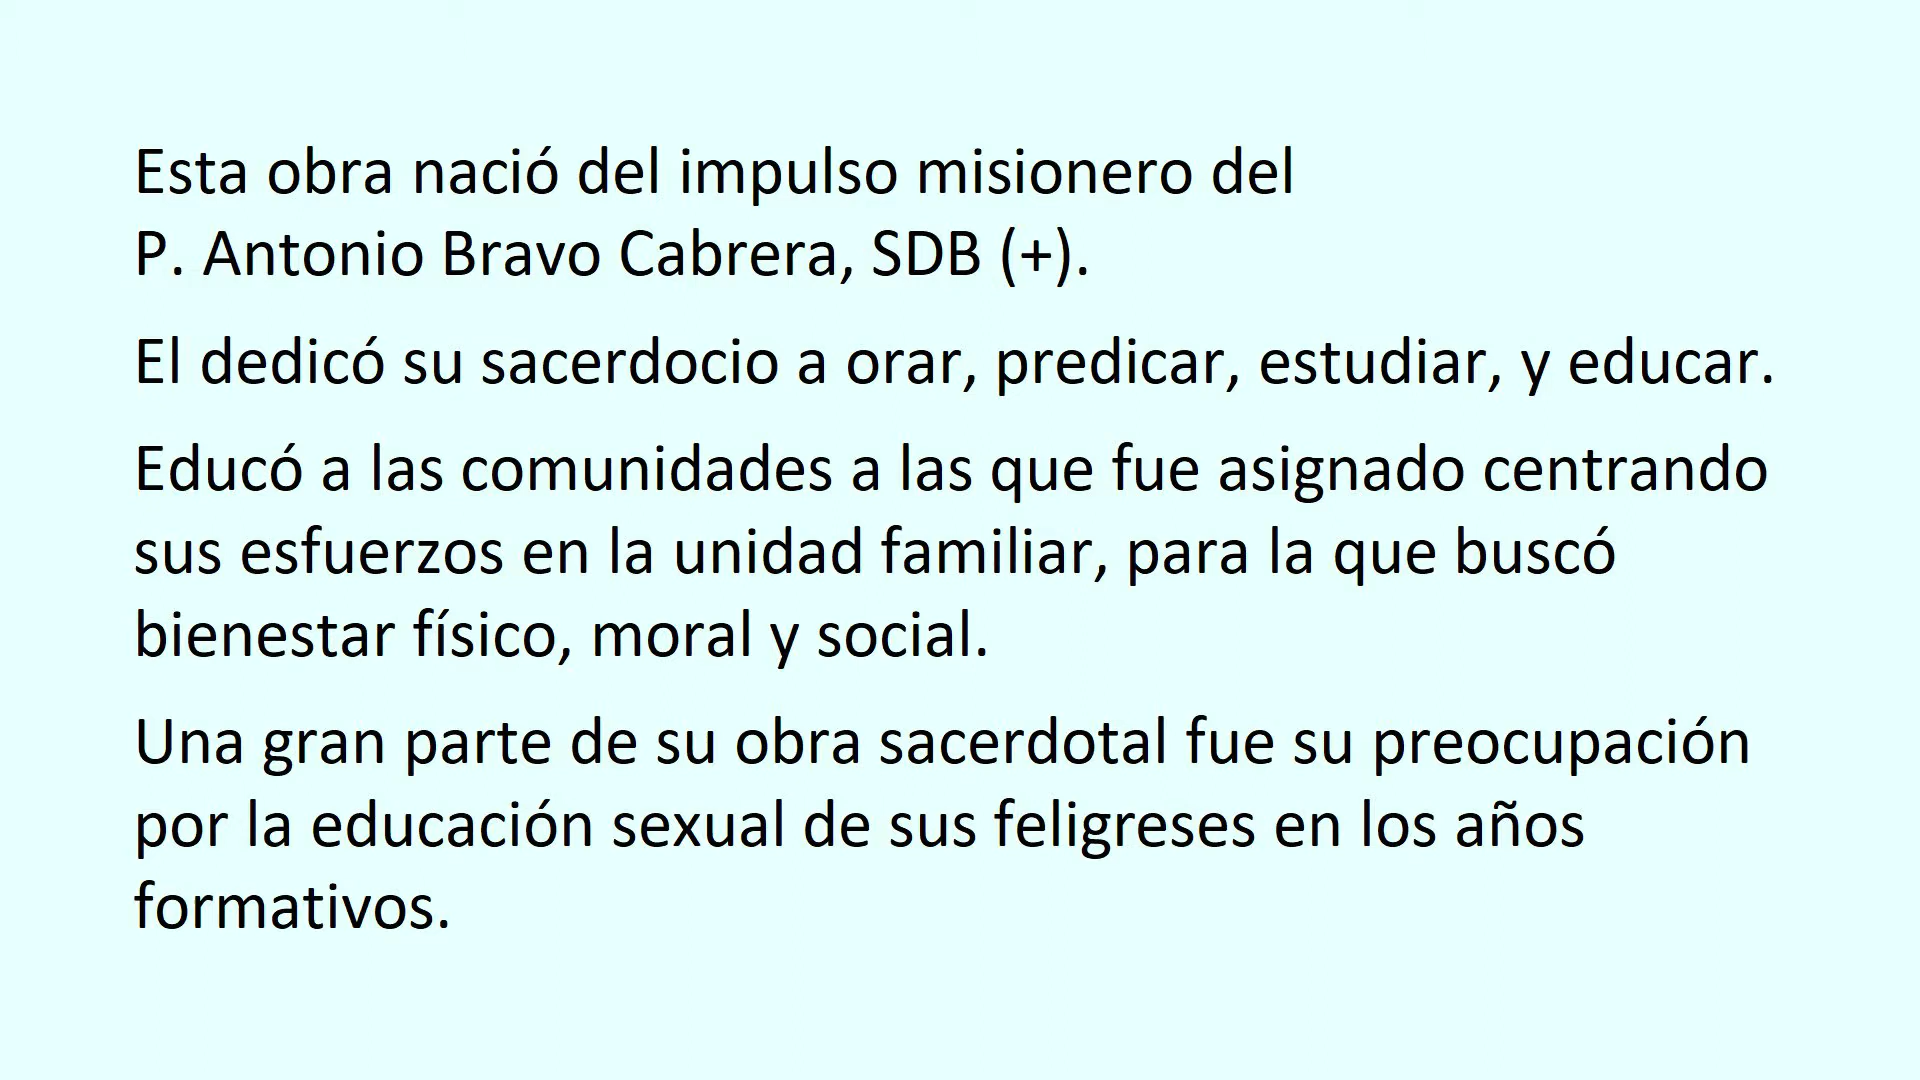 Esta obra nació del impulso misionero del
P. Antonio Bravo Cabrera, SDB (+).
El dedicó su sacerdocio a orar, predicar, estudiar, y educar.
Educó a las comunidades a las que fue asignado centrando
sus esfuerzos en la unidad familiar, para la que buscó
bienestar físico, moral y social.
Una gran parte de su obra sacerdotal fue su preocupación
por la educación sexual de sus feligreses en los años
formativos.